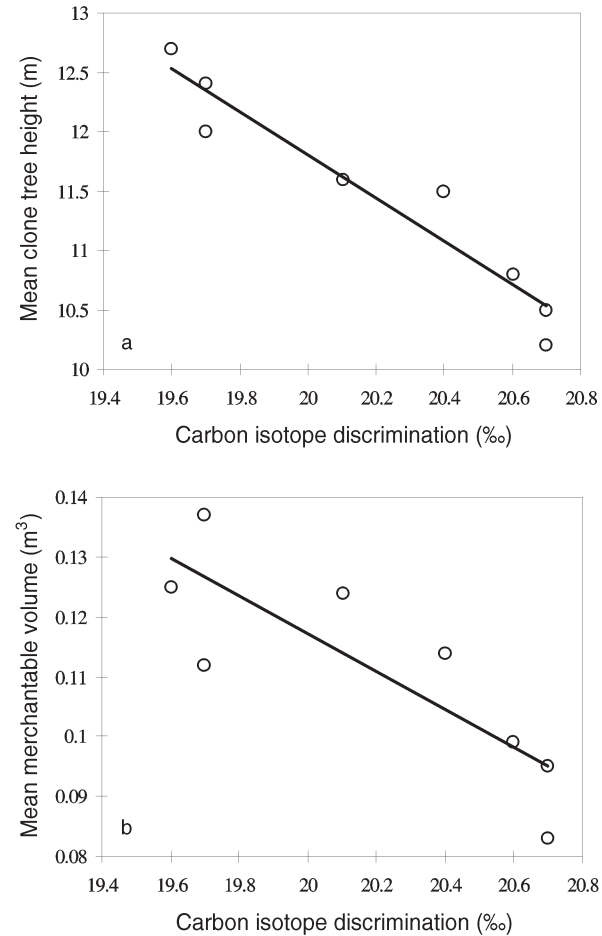 13
12.5
12
11.5
11
10.5
10
Mean clone tree height (m)
a
19.4 19.6 19.8 20 20.2 20.4 20.6 20.8
Carbon isotope discrimination (‰)
0.14
0.13
0.12
0.11
0.1
0.09
0.08
Mean merchantable volume (m³)
b
19.4 19.6 19.8 20 20.2 20.4 20.6 20.8
Carbon isotope discrimination (‰)